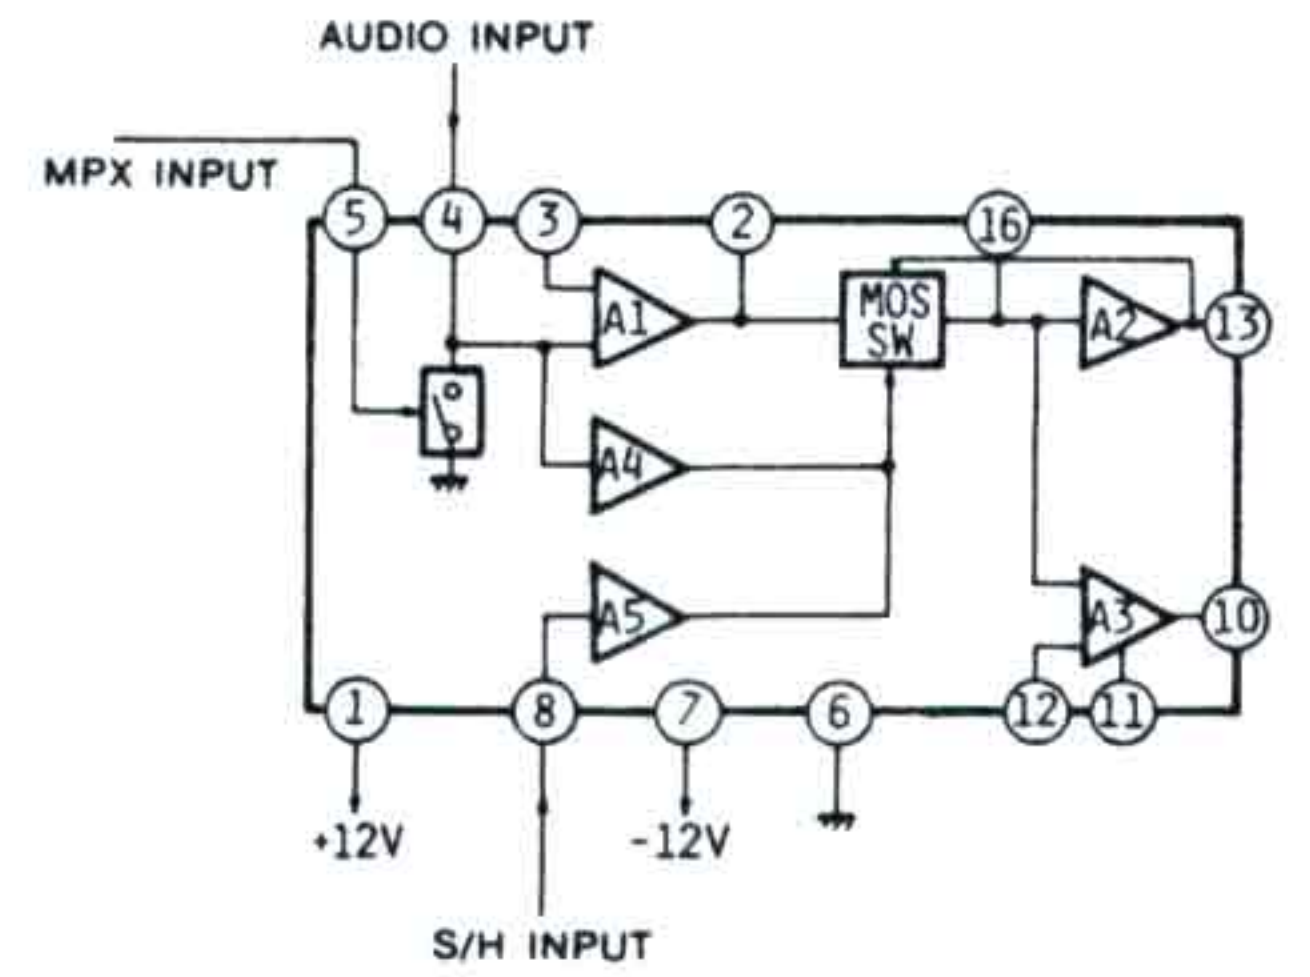 AUDIO INPUT
MPX INPUT
5 4 3 2 16
A1 MOS A2 13
SW
A4
A5 A3 10
1 8 7 6 12 11
+12V -12V
S/H INPUT